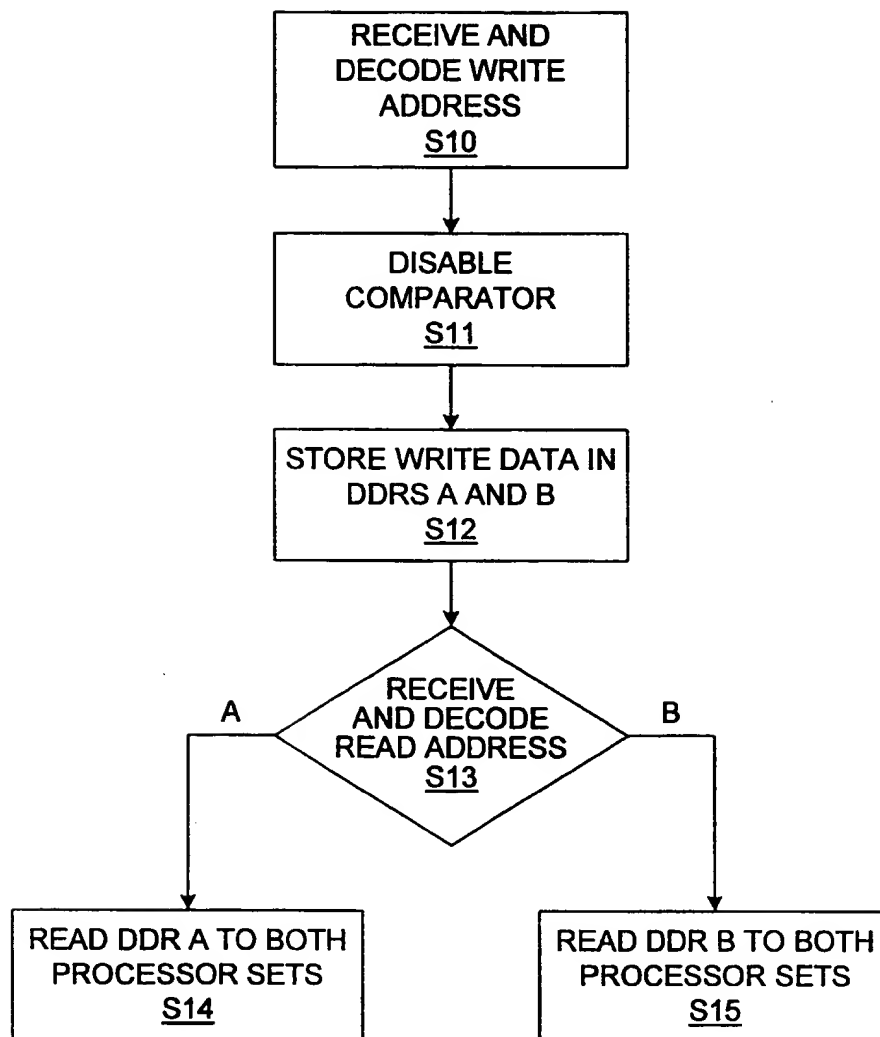 RECEIVE AND
DECODE WRITE
ADDRESS
S10
DISABLE
COMPARATOR
S11
STORE WRITE DATA IN
DDRS A AND B
S12
RECEIVE
AND DECODE
READ ADDRESS
S13
A
B
READ DDR A TO BOTH
PROCESSOR SETS
S14
READ DDR B TO BOTH
PROCESSOR SETS
S15